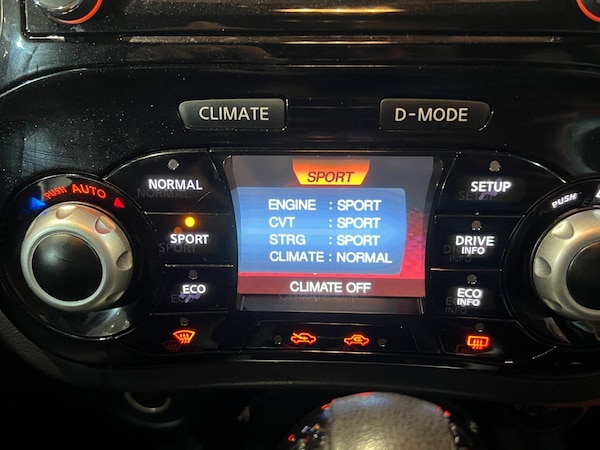 CLIMATE
D-MODE
PUSH AUTO
NORMAL
SPORT
ECO
SPORT
ENGINE : SPORT
CVT : SPORT
STRG : SPORT
CLIMATE : NORMAL
CLIMATE OFF
SETUP
DRIVE
INFO
ECO
INFO
PUSH